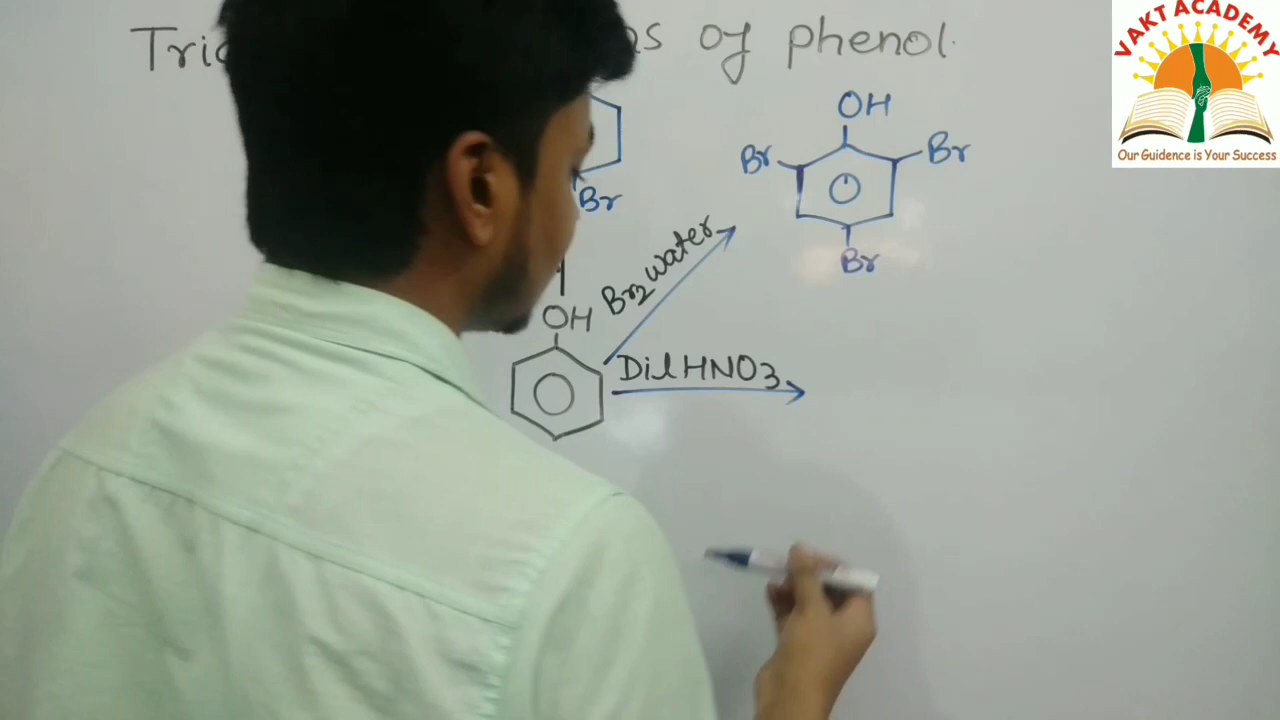 of phenol.
VAKT ACADEMY
Our Guidence is Your Success
OH
Br
Br
Br
Br
Br2 water
OH
Dil HNO3